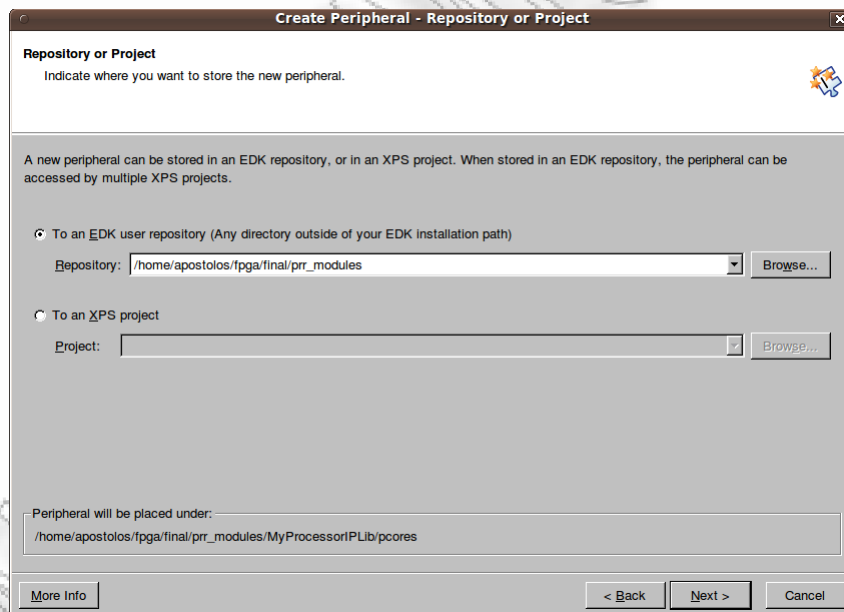 Create Peripheral - Repository or Project
Repository or Project
Indicate where you want to store the new peripheral.
A new peripheral can be stored in an EDK repository, or in an XPS project. When stored in an EDK repository, the peripheral can be
accessed by multiple XPS projects.
To an EDK user repository (Any directory outside of your EDK installation path)
Repository: /home/apostolos/fpga/final/prr_modules Browse...
To an XPS project
Project: Browse...
Peripheral will be placed under:
/home/apostolos/fpga/final/prr_modules/MyProcessorIPLib/pcores
More Info < Back Next > Cancel